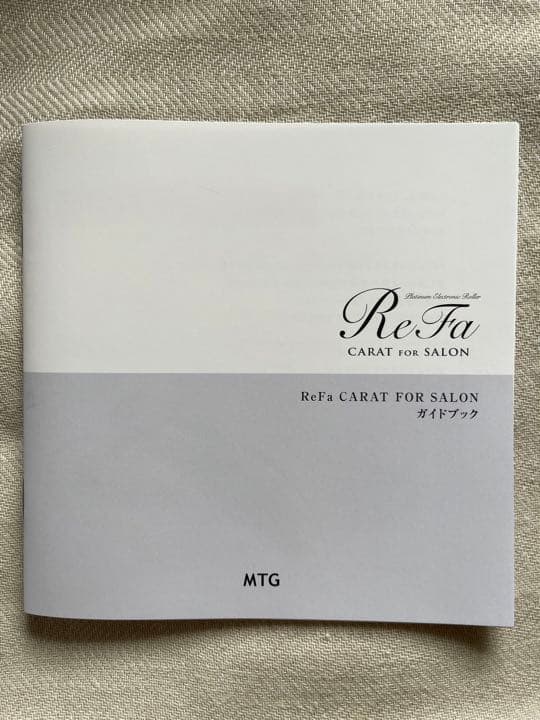 Platinum Electronic Roller
ReFa
CARAT FOR SALON
ReFa CARAT FOR SALON
ガイドブック
MTG